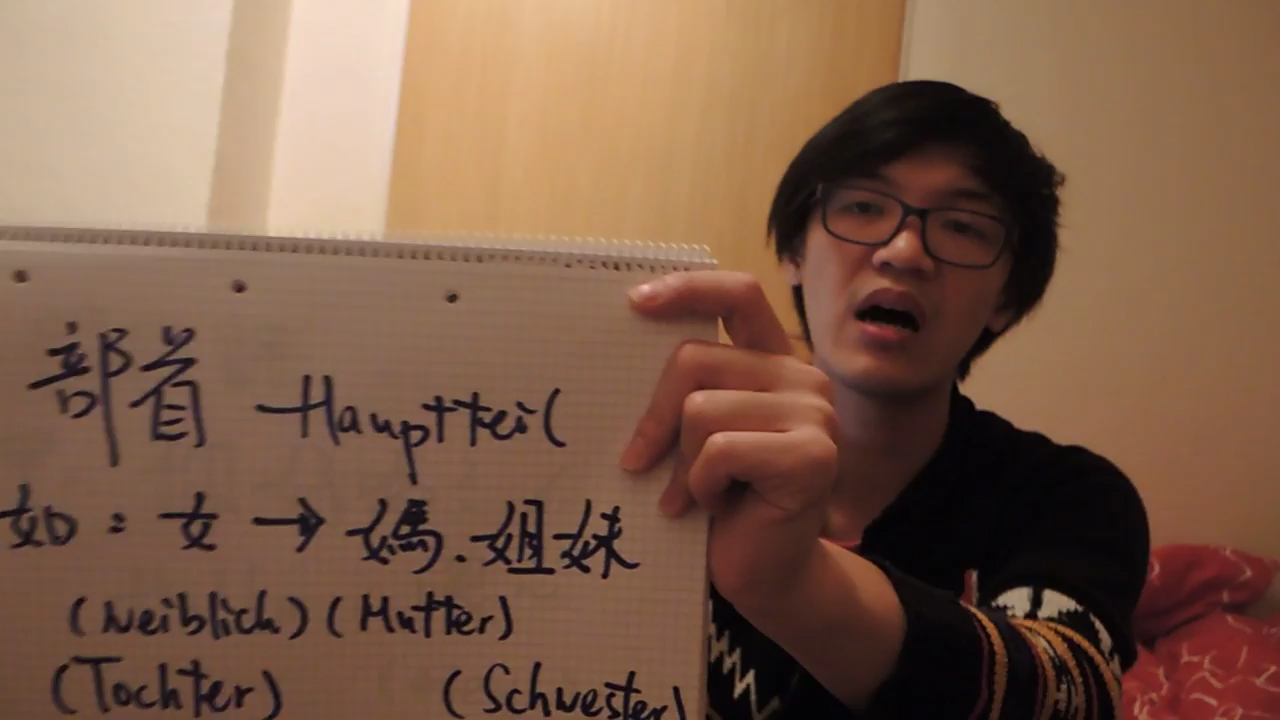 部首 Hauptteil
如：女→媽.姐妹
(weiblich)(Mutter)
(Tochter) (Schwester)